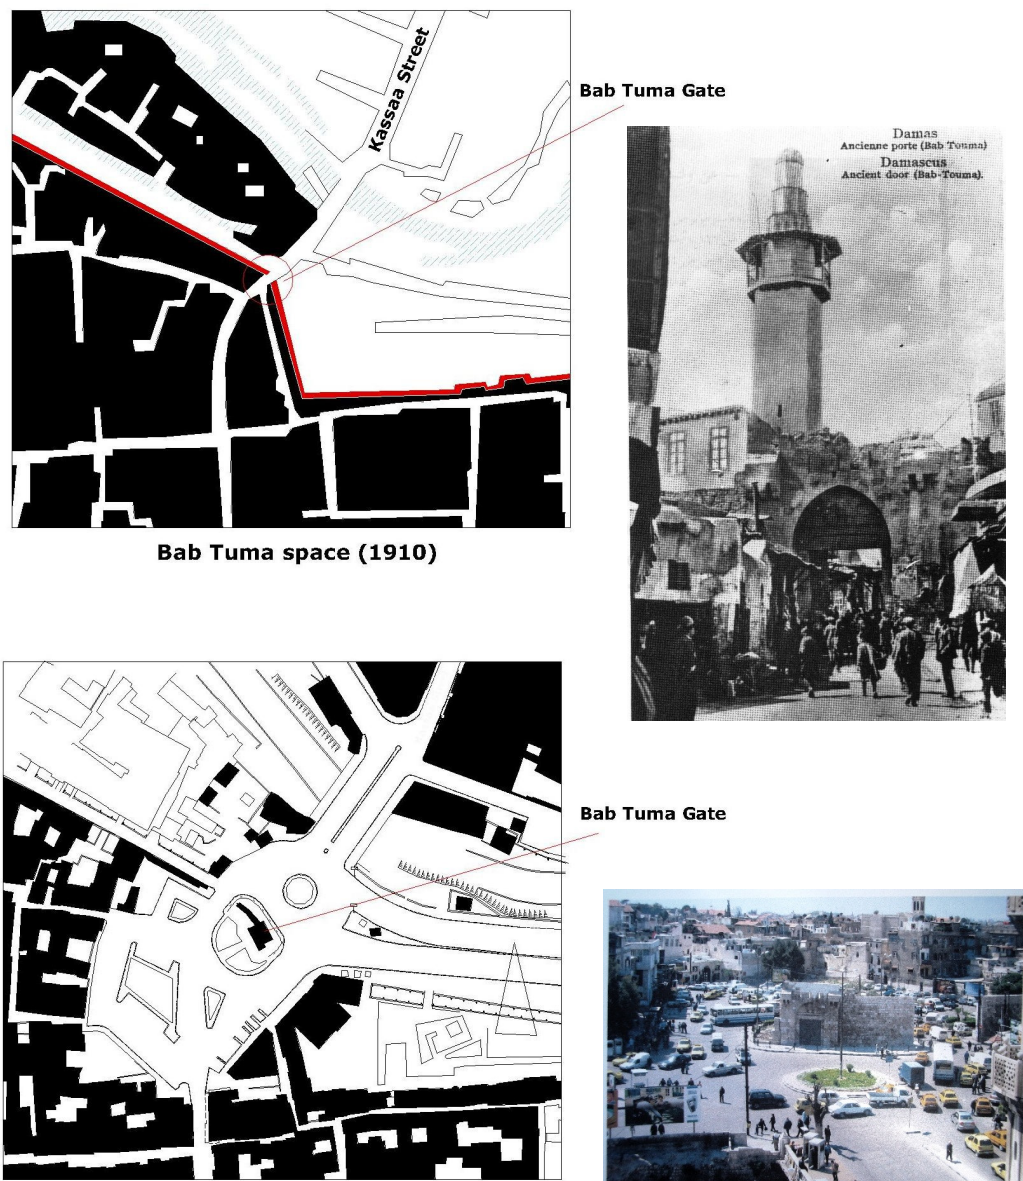 Kassaa Street
Bab Tuma Gate
Damas
Ancienne porte (Bab Touma)
Damascus
Ancient door (Bab-Touma).
Bab Tuma space (1910)
Bab Tuma Gate